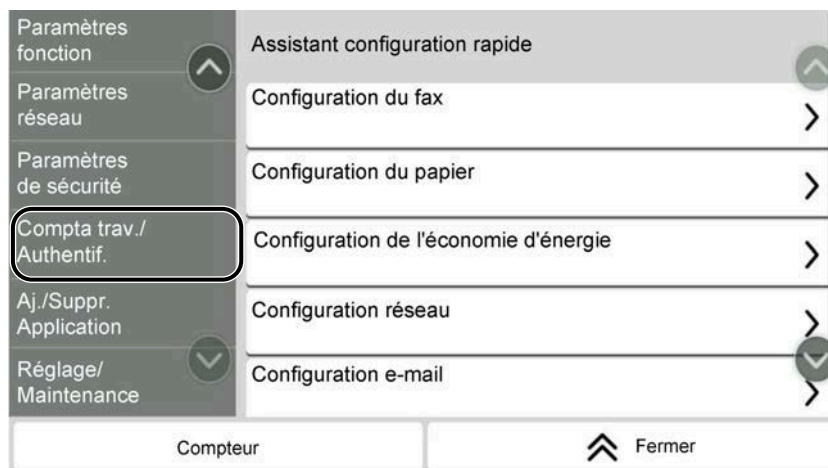 Paramètres
fonction
Paramètres
réseau
Paramètres
de sécurité
Compta trav./
Authentif.
Aj./Suppr.
Application
Réglage/
Maintenance
Assistant configuration rapide
Configuration du fax
Configuration du papier
Configuration de l'économie d'énergie
Configuration réseau
Configuration e-mail
Compteur
Fermer